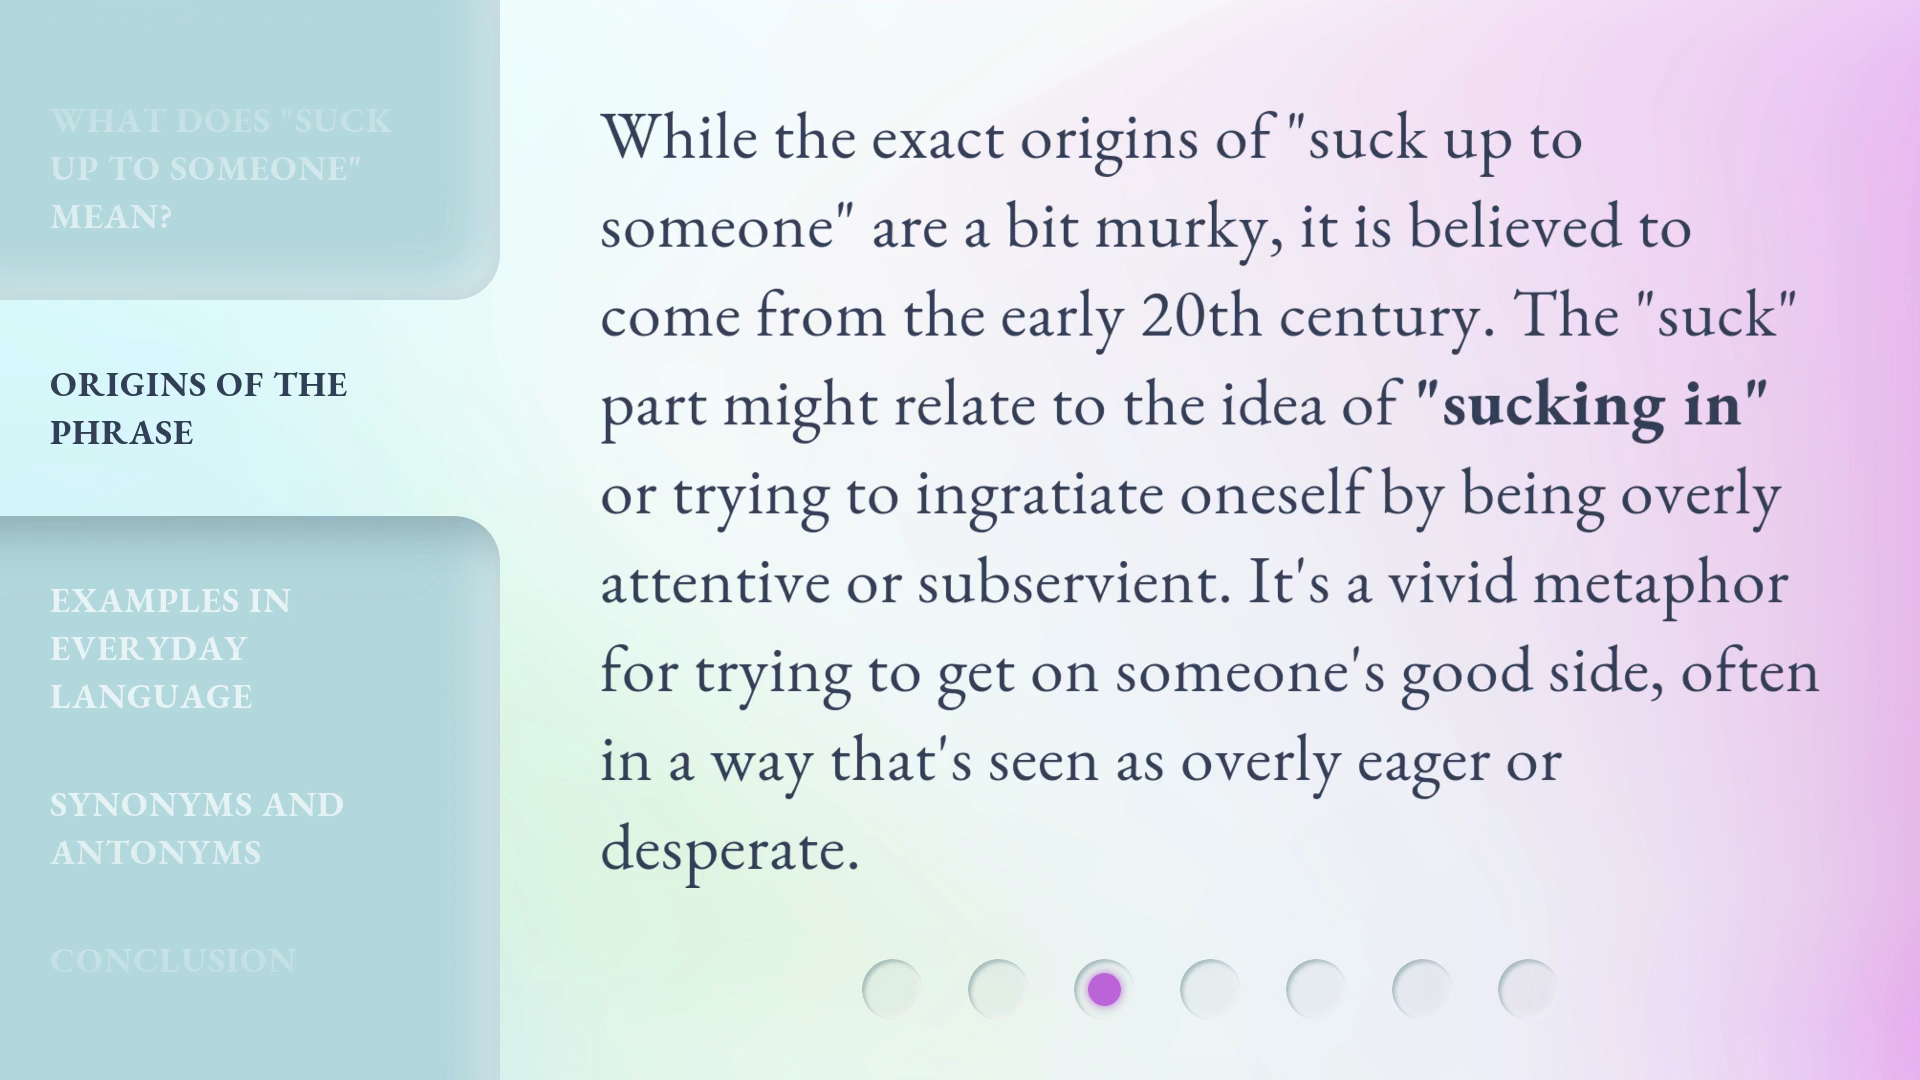 WHAT DOES "SUCK
UP TO SOMEONE"
MEAN?
ORIGINS OF THE
PHRASE
EXAMPLES IN
EVERYDAY
LANGUAGE
SYNONYMS AND
ANTONYMS
CONCLUSION
While the exact origins of "suck up to
someone" are a bit murky, it is believed to
come from the early 20th century. The "suck"
part might relate to the idea of "sucking in"
or trying to ingratiate oneself by being overly
attentive or subservient. It's a vivid metaphor
for trying to get on someone's good side, often
in a way that's seen as overly eager or
desperate.